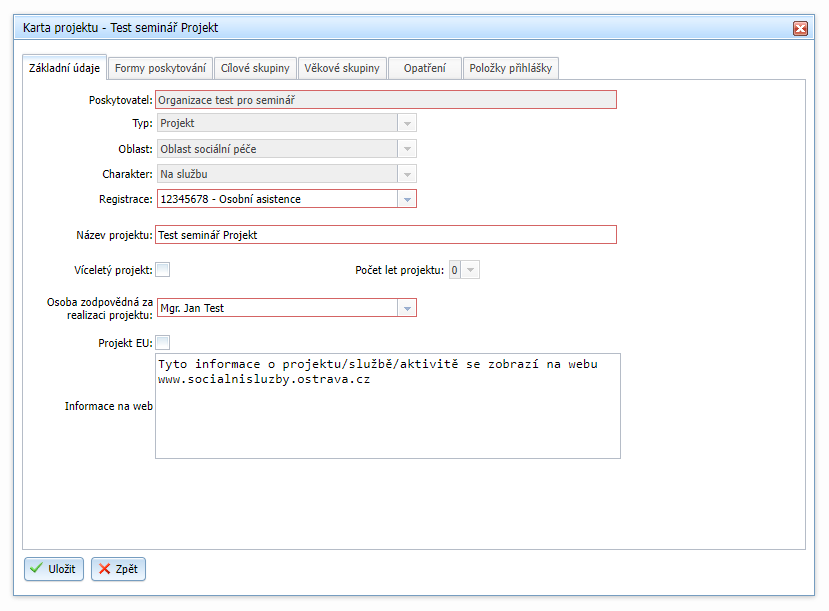 Karta projektu - Test seminář Projekt
Základní údaje
Formy poskytování
Cílové skupiny
Věkové skupiny
Opatření
Položky přihlášky
Poskytovatel: Organizace test pro seminář
Typ: Projekt
Oblast: Oblast sociální péče
Charakter: Na službu
Registrace: 12345678 - Osobní asistence
Název projektu: Test seminář Projekt
Víceletý projekt:
Počet let projektu: 0
Osoba zodpovědná za
realizaci projektu: Mgr. Jan Test
Projekt EU:
Tyto informace o projektu/službě/aktivitě se zobrazí na webu
www.socialnisluzby.ostrava.cz
Informace na web
Uložit
Zpět